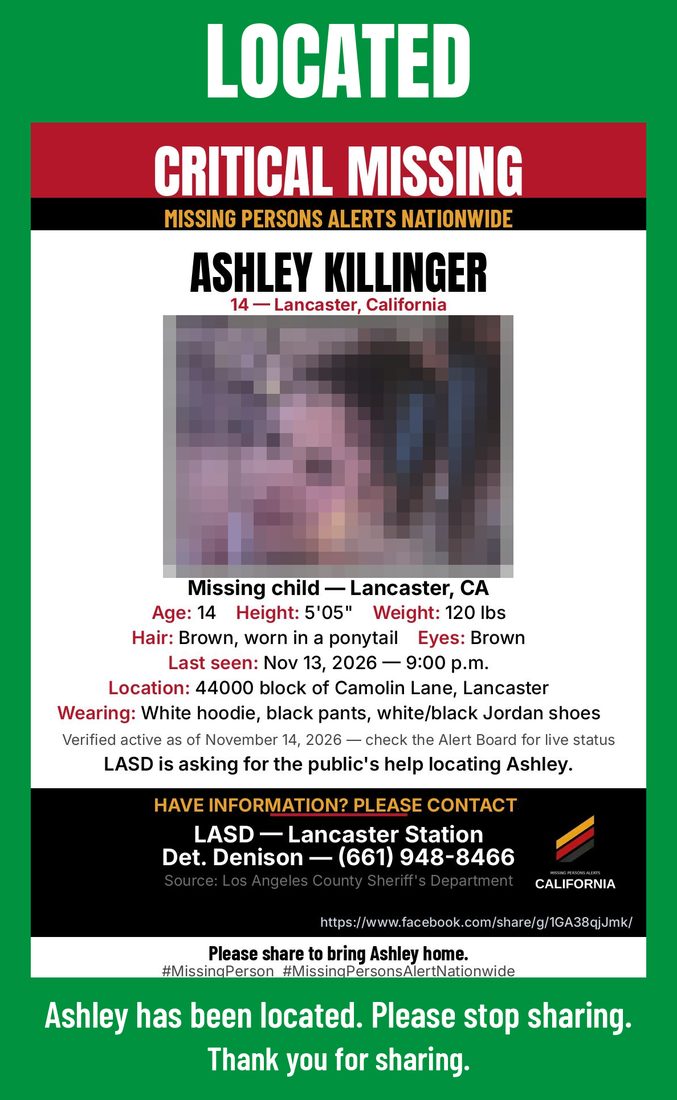 LOCATED
CRITICAL MISSING
MISSING PERSONS ALERTS NATIONWIDE
ASHLEY KILLINGER
14 — Lancaster, California
Missing child — Lancaster, CA
Age: 14 Height: 5'05" Weight: 120 lbs
Hair: Brown, worn in a ponytail Eyes: Brown
Last seen: Nov 13, 2026 — 9:00 p.m.
Location: 44000 block of Camolin Lane, Lancaster
Wearing: White hoodie, black pants, white/black Jordan shoes
Verified active as of November 14, 2026 — check the Alert Board for live status
LASD is asking for the public's help locating Ashley.
HAVE INFORMATION? PLEASE CONTACT
LASD — Lancaster Station
Det. Denison — (661) 948-8466
Source: Los Angeles County Sheriff's Department
MISSING PERSONS ALERTS
CALIFORNIA
https://www.facebook.com/share/g/1GA38qjJmk/
Please share to bring Ashley home.
#MissingPerson #MissingPersonsAlertNationwide
Ashley has been located. Please stop sharing.
Thank you for sharing.